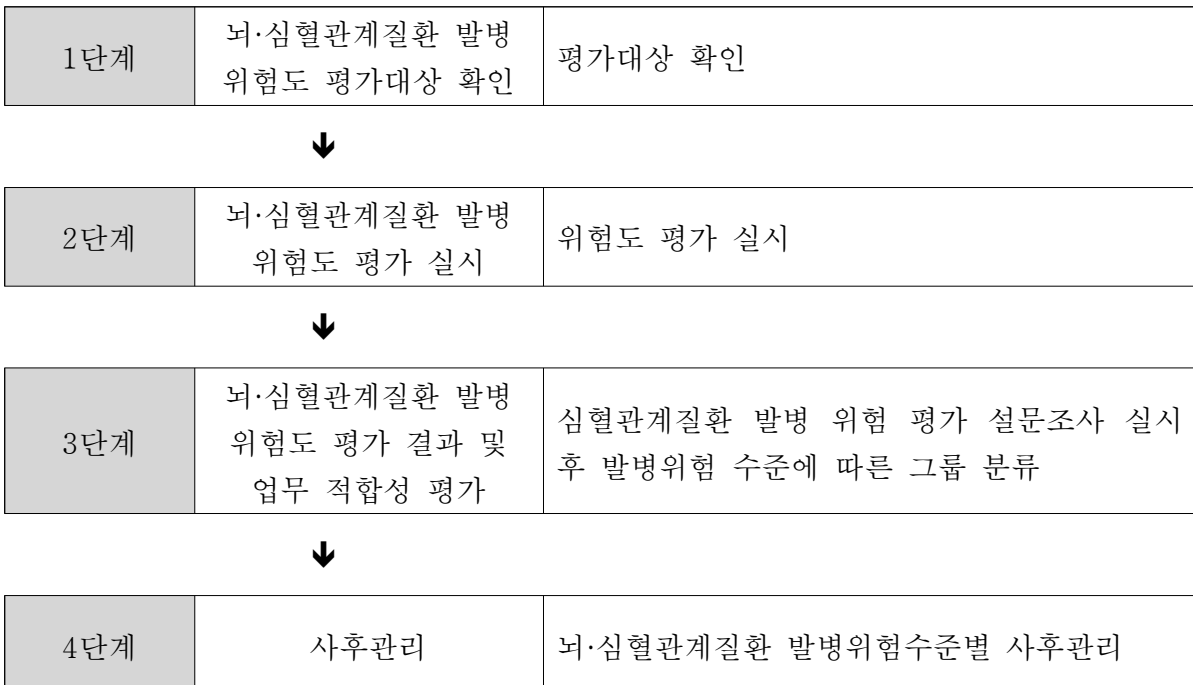 1단계
뇌·심혈관계질환 발병
위험도 평가대상 확인
평가대상 확인
2단계
뇌·심혈관계질환 발병
위험도 평가 실시
위험도 평가 실시
3단계
뇌·심혈관계질환 발병
위험도 평가 결과 및
업무 적합성 평가
심혈관계질환 발병 위험 평가 설문조사 실시
후 발병위험 수준에 따른 그룹 분류
4단계
사후관리
뇌·심혈관계질환 발병위험수준별 사후관리